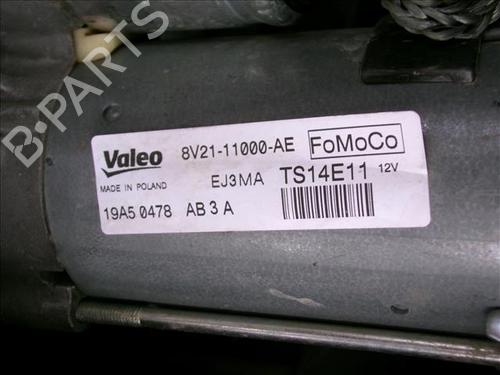 B-PARTS
Valeo 8V21-11000-AE FoMoCo
MADE IN POLAND EJ3MA TS14E11 12V
19A5 0478 AB 3 A